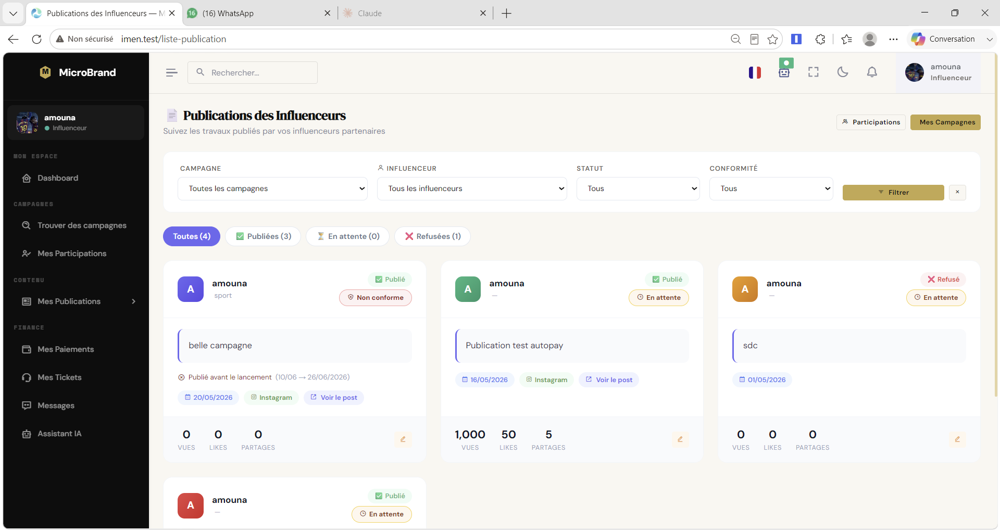 Publications des Influenceurs — M
16
(16) WhatsApp
Claude
Non sécurisé
imen.test/liste-publication
Conversation
M
MicroBrand
Rechercher...
amouna
Influenceur
amouna
Influenceur
MON ESPACE
Dashboard
CAMPAGNES
Trouver des campagnes
Mes Participations
CONTENU
Mes Publications
FINANCE
Mes Paiements
Mes Tickets
Messages
Assistant IA
Publications des Influenceurs
Suivez les travaux publiés par vos influenceurs partenaires
Participations
Mes Campagnes
CAMPAGNE
INFLUENCEUR
STATUT
CONFORMITÉ
Toutes les campagnes
Tous les influenceurs
Tous
Tous
Filtrer
×
Toutes (4)
Publiées (3)
En attente (0)
Refusées (1)
A
amouna
sport
Publié
Non conforme
belle campagne
Publié avant le lancement (10/06 → 26/06/2026)
20/05/2026
Instagram
Voir le post
0
0
0
VUES
LIKES
PARTAGES
A
amouna
—
Publié
En attente
Publication test autopay
16/05/2026
Instagram
Voir le post
1,000
50
5
VUES
LIKES
PARTAGES
A
amouna
—
Refusé
En attente
sdc
01/05/2026
0
0
0
VUES
LIKES
PARTAGES
A
amouna
—
Publié
En attente